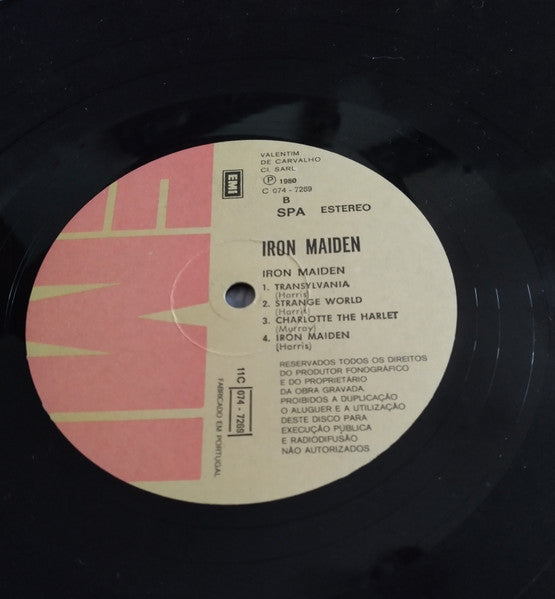 VALENTIM
DE CARVALHO
CI. SARL
Ⓟ 1980
C 074 - 7269
B
SPA ESTEREO
EMI
IRON MAIDEN
IRON MAIDEN
1. TRANSYLVANIA
(Harris)
2. STRANGE WORLD
(Harris)
3. CHARLOTTE THE HARLET
(Murray)
4. IRON MAIDEN
(Harris)
RESERVADOS TODOS OS DIREITOS
DO PRODUTOR FONOGRÁFICO
E DO PROPRIETÁRIO
DA OBRA GRAVADA.
PROIBIDOS A DUPLICAÇÃO
O ALUGUER E A UTILIZAÇÃO
DESTE DISCO PARA
EXECUÇÃO PÚBLICA
E RADIODIFUSÃO
NÃO AUTORIZADOS
11C 074 - 7269
FABRICADO EM PORTUGAL
EMI